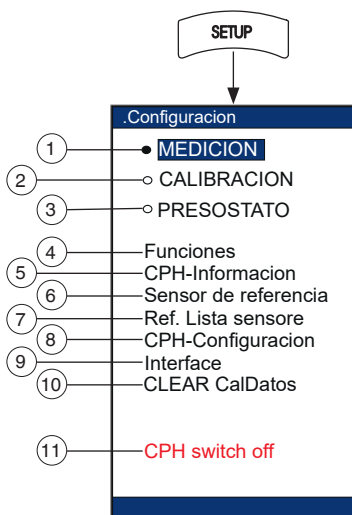 SETUP
.Configuracion
1 MEDICION
2 CALIBRACION
3 PRESOSTATO
4 Funciones
5 CPH-Informacion
6 Sensor de referencia
7 Ref. Lista sensore
8 CPH-Configuracion
9 Interface
10 CLEAR CalDatos
11 CPH switch off